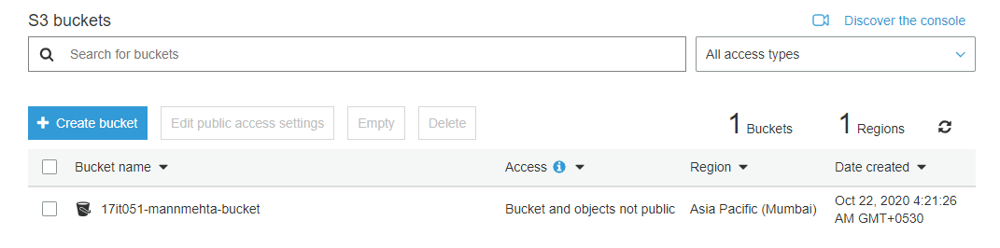 S3 buckets
Discover the console
Search for buckets
All access types
Create bucket
Edit public access settings
Empty
Delete
1 Buckets
1 Regions
Bucket name
Access
Region
Date created
17it051-mannmehta-bucket
Bucket and objects not public
Asia Pacific (Mumbai)
Oct 22, 2020 4:21:26
AM GMT+0530